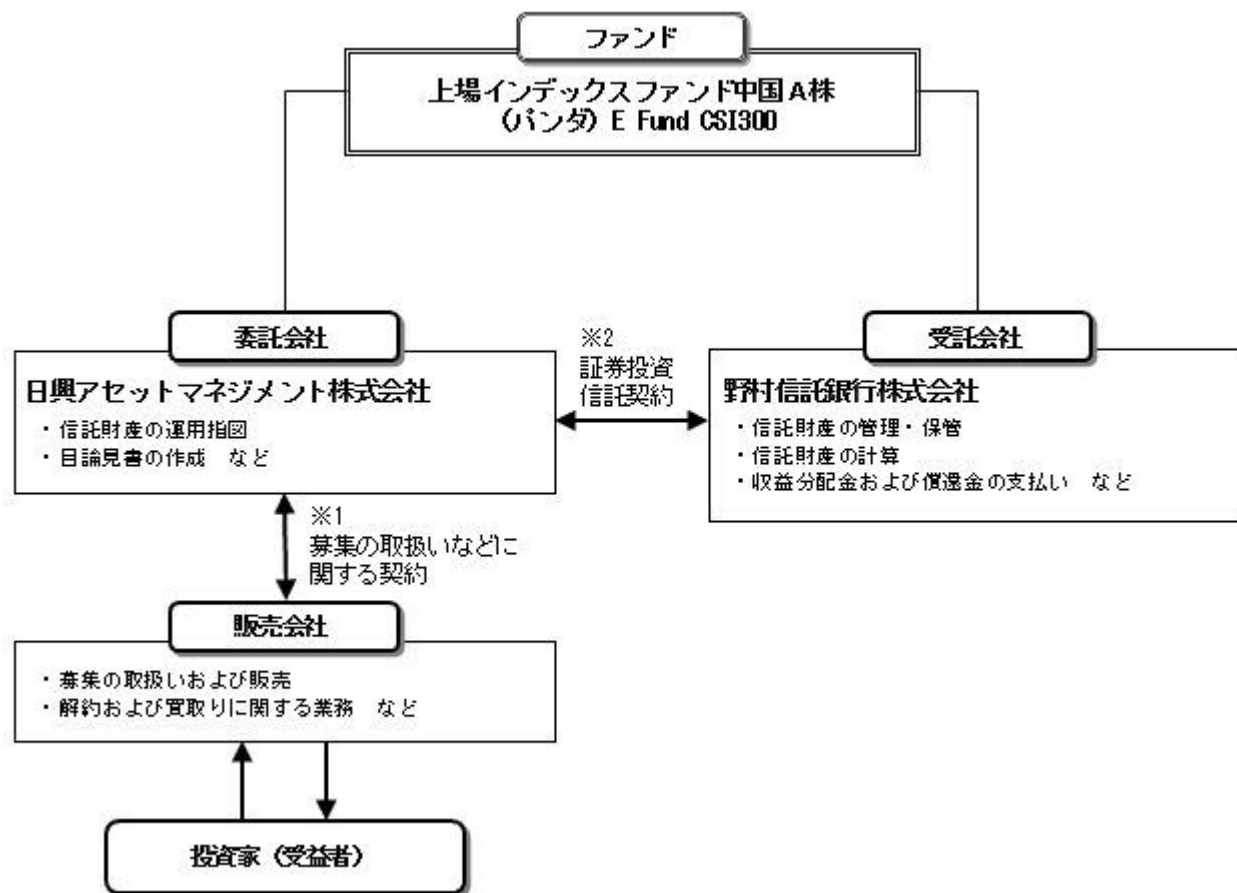 ファンド
上場インデックスファンド中国A株
(パンダ) E Fund CSI300
委託会社
日興アセットマネジメント株式会社
・信託財産の運用指図
・目論見書の作成　など
※2
証券投資
信託契約
受託会社
野村信託銀行株式会社
・信託財産の管理・保管
・信託財産の計算
・収益分配金および償還金の支払い　など
※1
募集の取扱いなどに
関する契約
販売会社
・募集の取扱いおよび販売
・解約および買取りに関する業務　など
投資家（受益者）